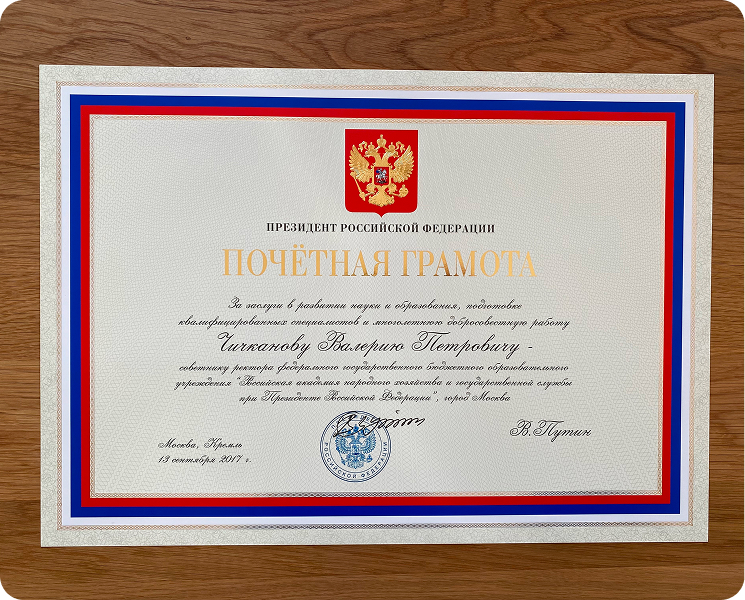 ПРЕЗИДЕНТ РОССИЙСКОЙ ФЕДЕРАЦИИ
ПОЧЁТНАЯ ГРАМОТА
За заслуги в развитии науки и образования, подготовке
квалифицированных специалистов и многолетнюю добросовестную работу
Чичканову Валерию Петровичу -
советнику ректора федерального государственного бюджетного образовательного
учреждения "Российская академия народного хозяйства и государственной службы
при Президенте Российской Федерации", город Москва
В.Путин
Москва, Кремль
13 сентября 2017 г.
РОССИЙСКОЙ ФЕДЕРАЦИИ